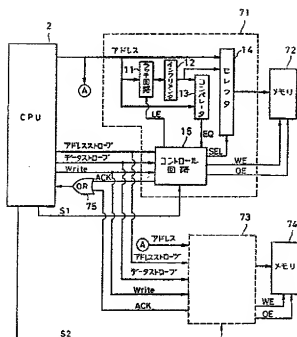 2
71
アドレス
11
12
14
72
ラッチ回路
インクリメンタ
13
コンパレータ
セレクタ
メモリ
A
CPU
LE
EQ
15
SEL
コントロール
回路
アドレスストローブ
データストローブ
Write
ACK
OR
75
S1
WE
OE
73
74
A アドレス
アドレスストローブ
データストローブ
メモリ
Write
ACK
WE
OE
S2